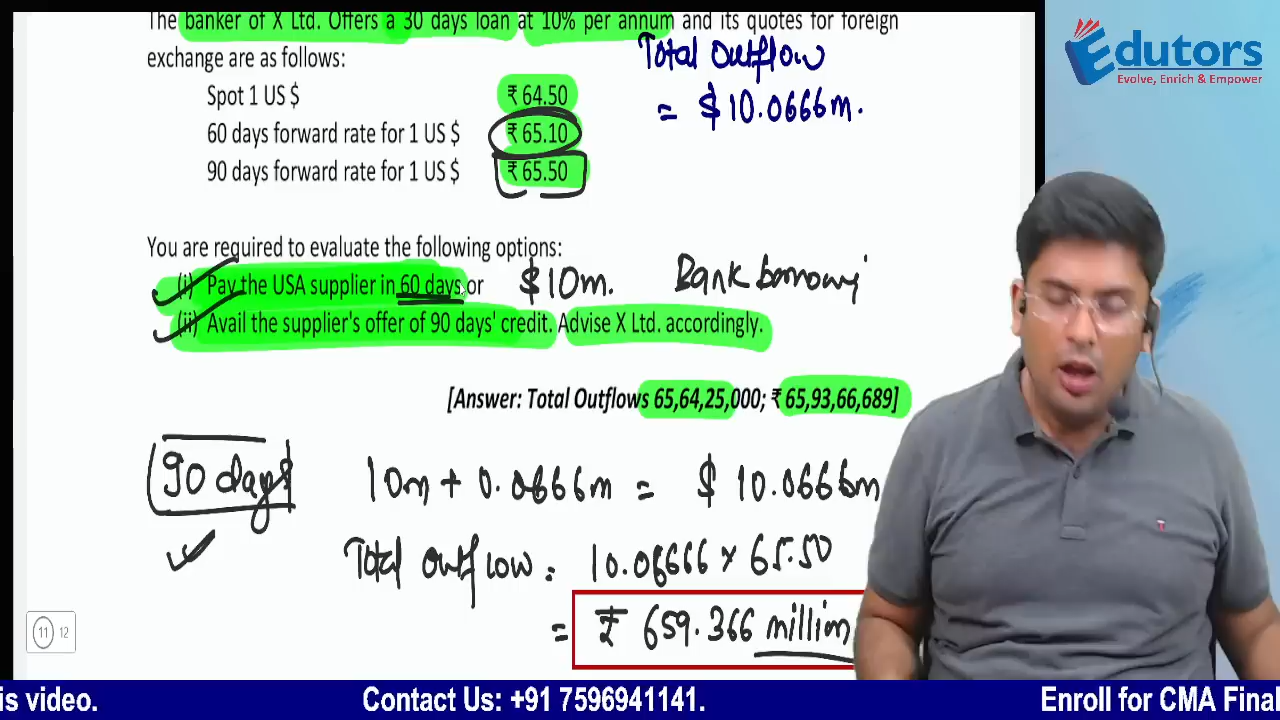 The banker of X Ltd. Offers a 30 days loan at 10% per annum and its quotes for foreign
exchange are as follows:
Total Outflow
= $ 10.0666m.
Spot 1 US $ ₹ 64.50
60 days forward rate for 1 US $ ₹ 65.10
90 days forward rate for 1 US $ ₹ 65.50
You are required to evaluate the following options:
(i) Pay the USA supplier in 60 days or $10m. Bank borrowing
(ii) Avail the supplier's offer of 90 days' credit. Advise X Ltd. accordingly.
[Answer: Total Outflows 65,64,25,000; ₹ 65,93,66,689]
90 days
10m + 0.0666m = $ 10.0666m
Total outflow = 10.06666 × 65.50
= ₹ 659.366 million
11 12
Edutors
Evolve, Enrich & Empower
is video. Contact Us: +91 7596941141. Enroll for CMA Final